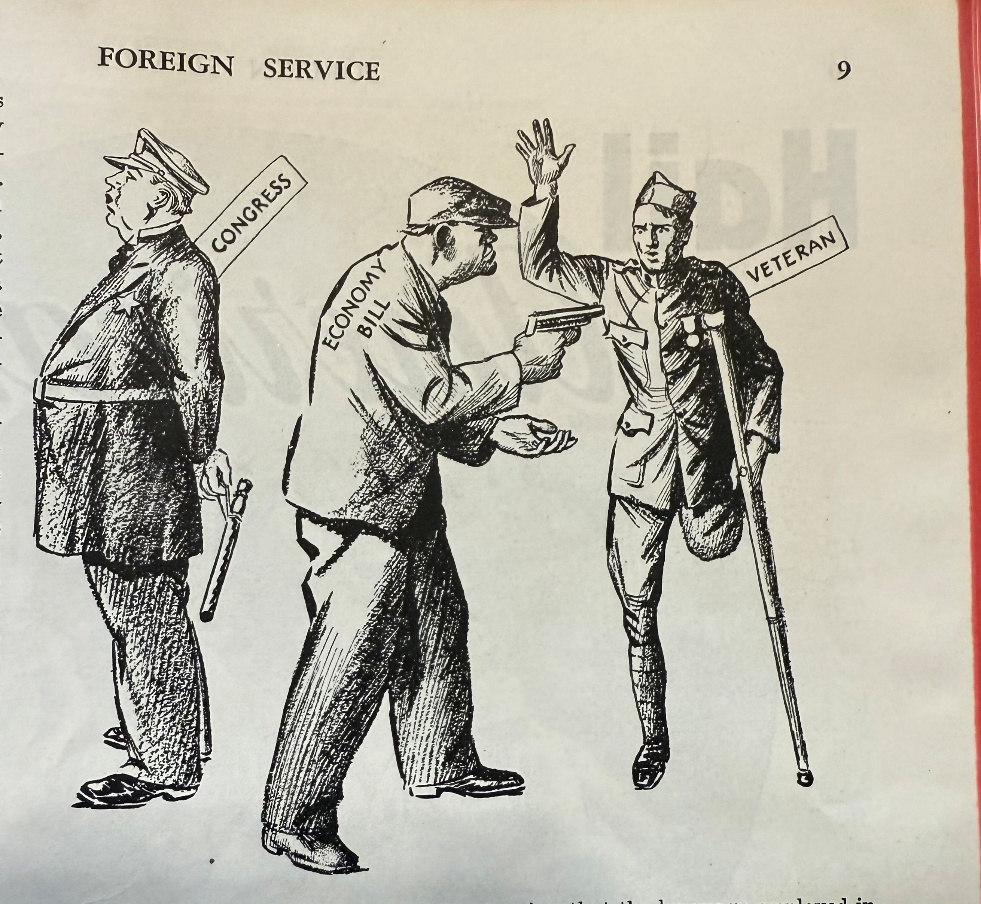 FOREIGN SERVICE
9
CONGRESS
ECONOMY
BILL
VETERAN